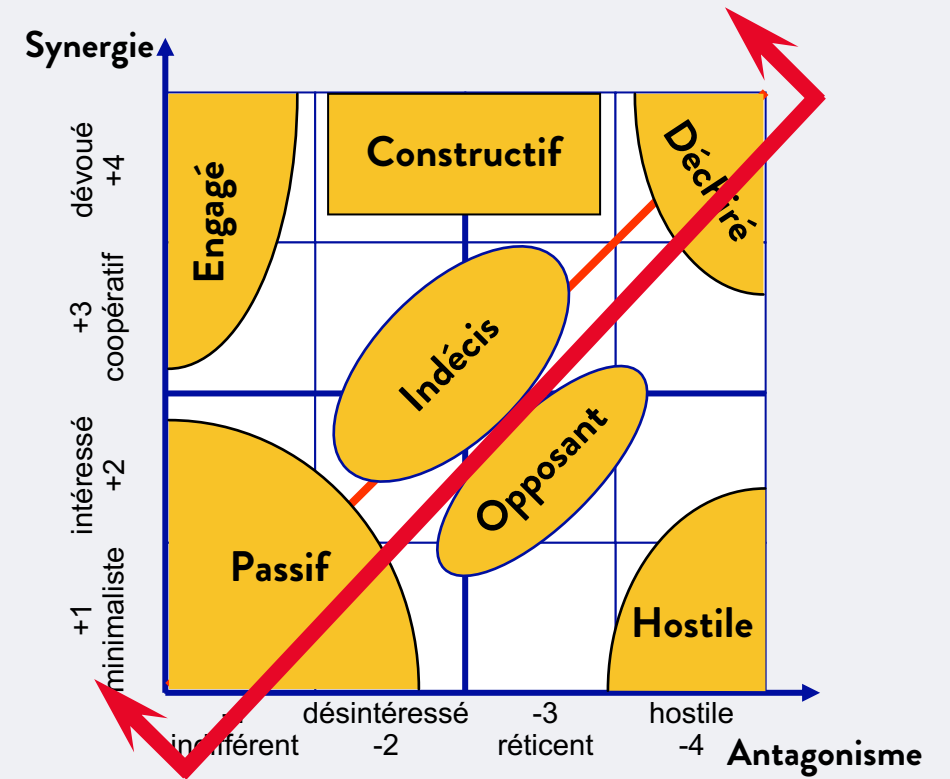 Synergie
dévoué
+4
+3
coopératif
intéressé
+2
+1
minimaliste
Engagé
Constructif
Déchiré
Indécis
Opposant
Passif
Hostile
indifférent
désintéressé
-2
-3
réticent
hostile
-4
Antagonisme